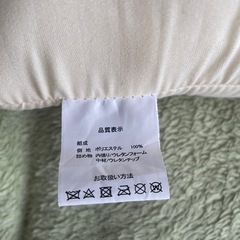 品質表示
組成
側 地 ポリエステル 100%
詰め物 内張り/ウレタンフォーム
中材/ウレタンチップ
お取扱い方法